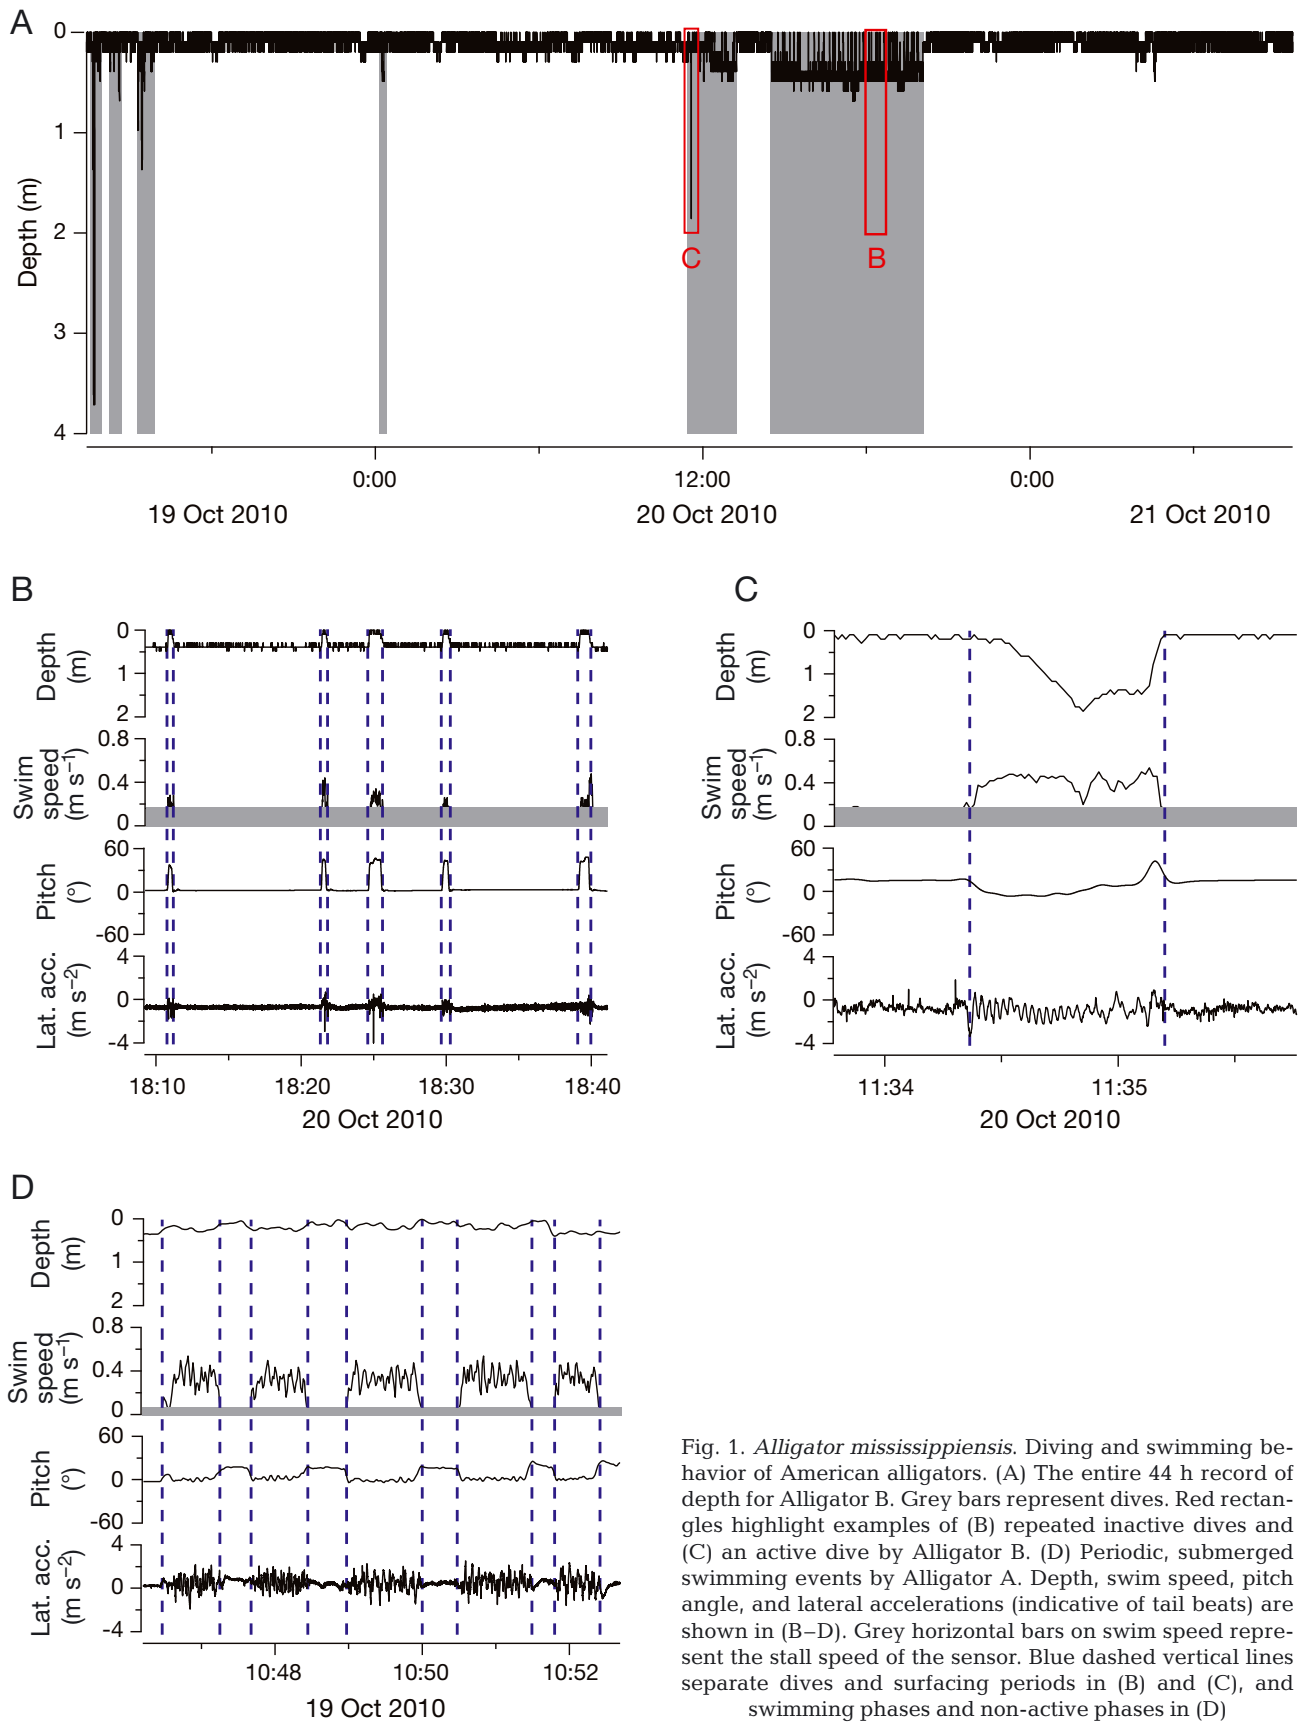 A
0
1
2
3
4
Depth (m)
C
B
0:00
12:00
0:00
19 Oct 2010
20 Oct 2010
21 Oct 2010
B
Depth
(m)
0
1
2
Swim
speed
(m s⁻¹)
0.8
0.4
0
Pitch
(°)
60
0
-60
Lat. acc.
(m s⁻²)
4
0
-4
18:10
18:20
18:30
18:40
20 Oct 2010
C
Depth
(m)
0
1
2
Swim
speed
(m s⁻¹)
0.8
0.4
0
Pitch
(°)
60
0
-60
Lat. acc.
(m s⁻²)
4
0
-4
11:34
11:35
20 Oct 2010
D
Depth
(m)
0
1
2
Swim
speed
(m s⁻¹)
0.8
0.4
0
Pitch
(°)
60
0
-60
Lat. acc.
(m s⁻²)
4
0
-4
10:48
10:50
10:52
19 Oct 2010
Fig. 1. Alligator mississippiensis. Diving and swimming be-
havior of American alligators. (A) The entire 44 h record of
depth for Alligator B. Grey bars represent dives. Red rectan-
gles highlight examples of (B) repeated inactive dives and
(C) an active dive by Alligator B. (D) Periodic, submerged
swimming events by Alligator A. Depth, swim speed, pitch
angle, and lateral accelerations (indicative of tail beats) are
shown in (B–D). Grey horizontal bars on swim speed repre-
sent the stall speed of the sensor. Blue dashed vertical lines
separate dives and surfacing periods in (B) and (C), and
swimming phases and non-active phases in (D)